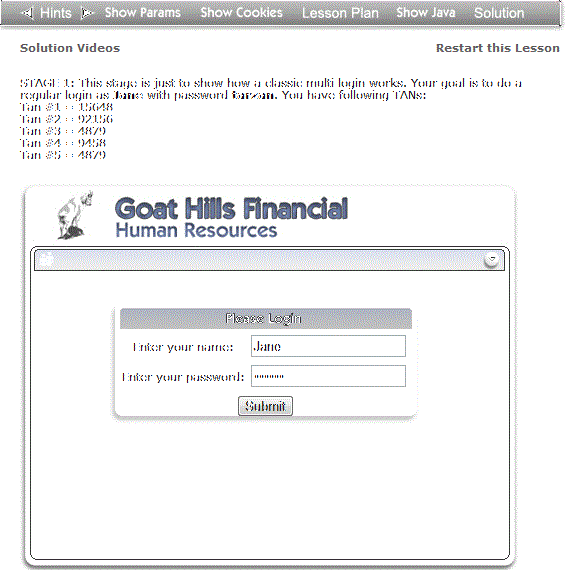 Hints Show Params Show Cookies Lesson Plan Show Java Solution
Solution Videos Restart this Lesson
STAGE 1: This stage is just to show how a classic multi login works. Your goal is to do a
regular login as Jane with password tarzan. You have following TANs:
Tan #1 = 15648
Tan #2 = 92156
Tan #3 = 4879
Tan #4 = 9458
Tan #5 = 4879
Goat Hills Financial
Human Resources
Please Login
Enter your name: Jane
Enter your password: ••••••
Submit